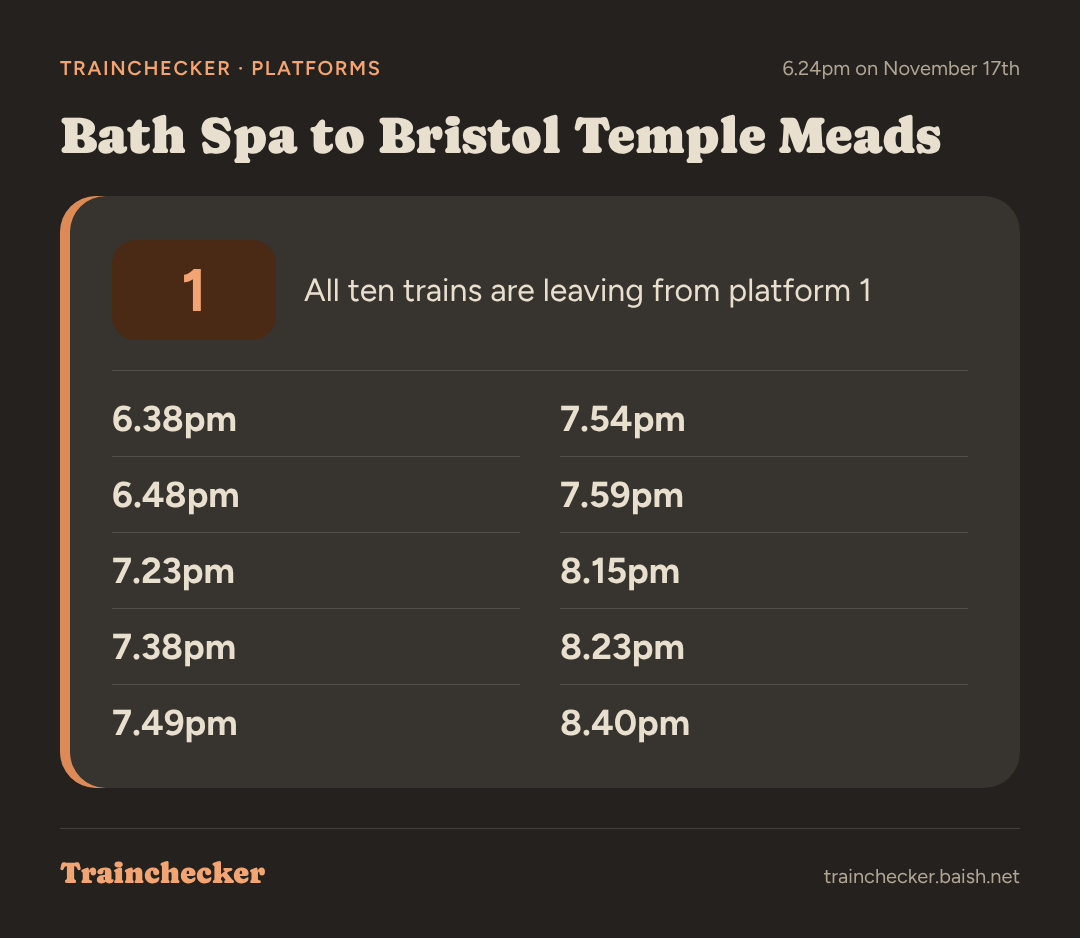 TRAINCHECKER · PLATFORMS
6.24pm on November 17th
Bath Spa to Bristol Temple Meads
1
All ten trains are leaving from platform 1
6.38pm
6.48pm
7.23pm
7.38pm
7.49pm
7.54pm
7.59pm
8.15pm
8.23pm
8.40pm
Trainchecker
trainchecker.baish.net